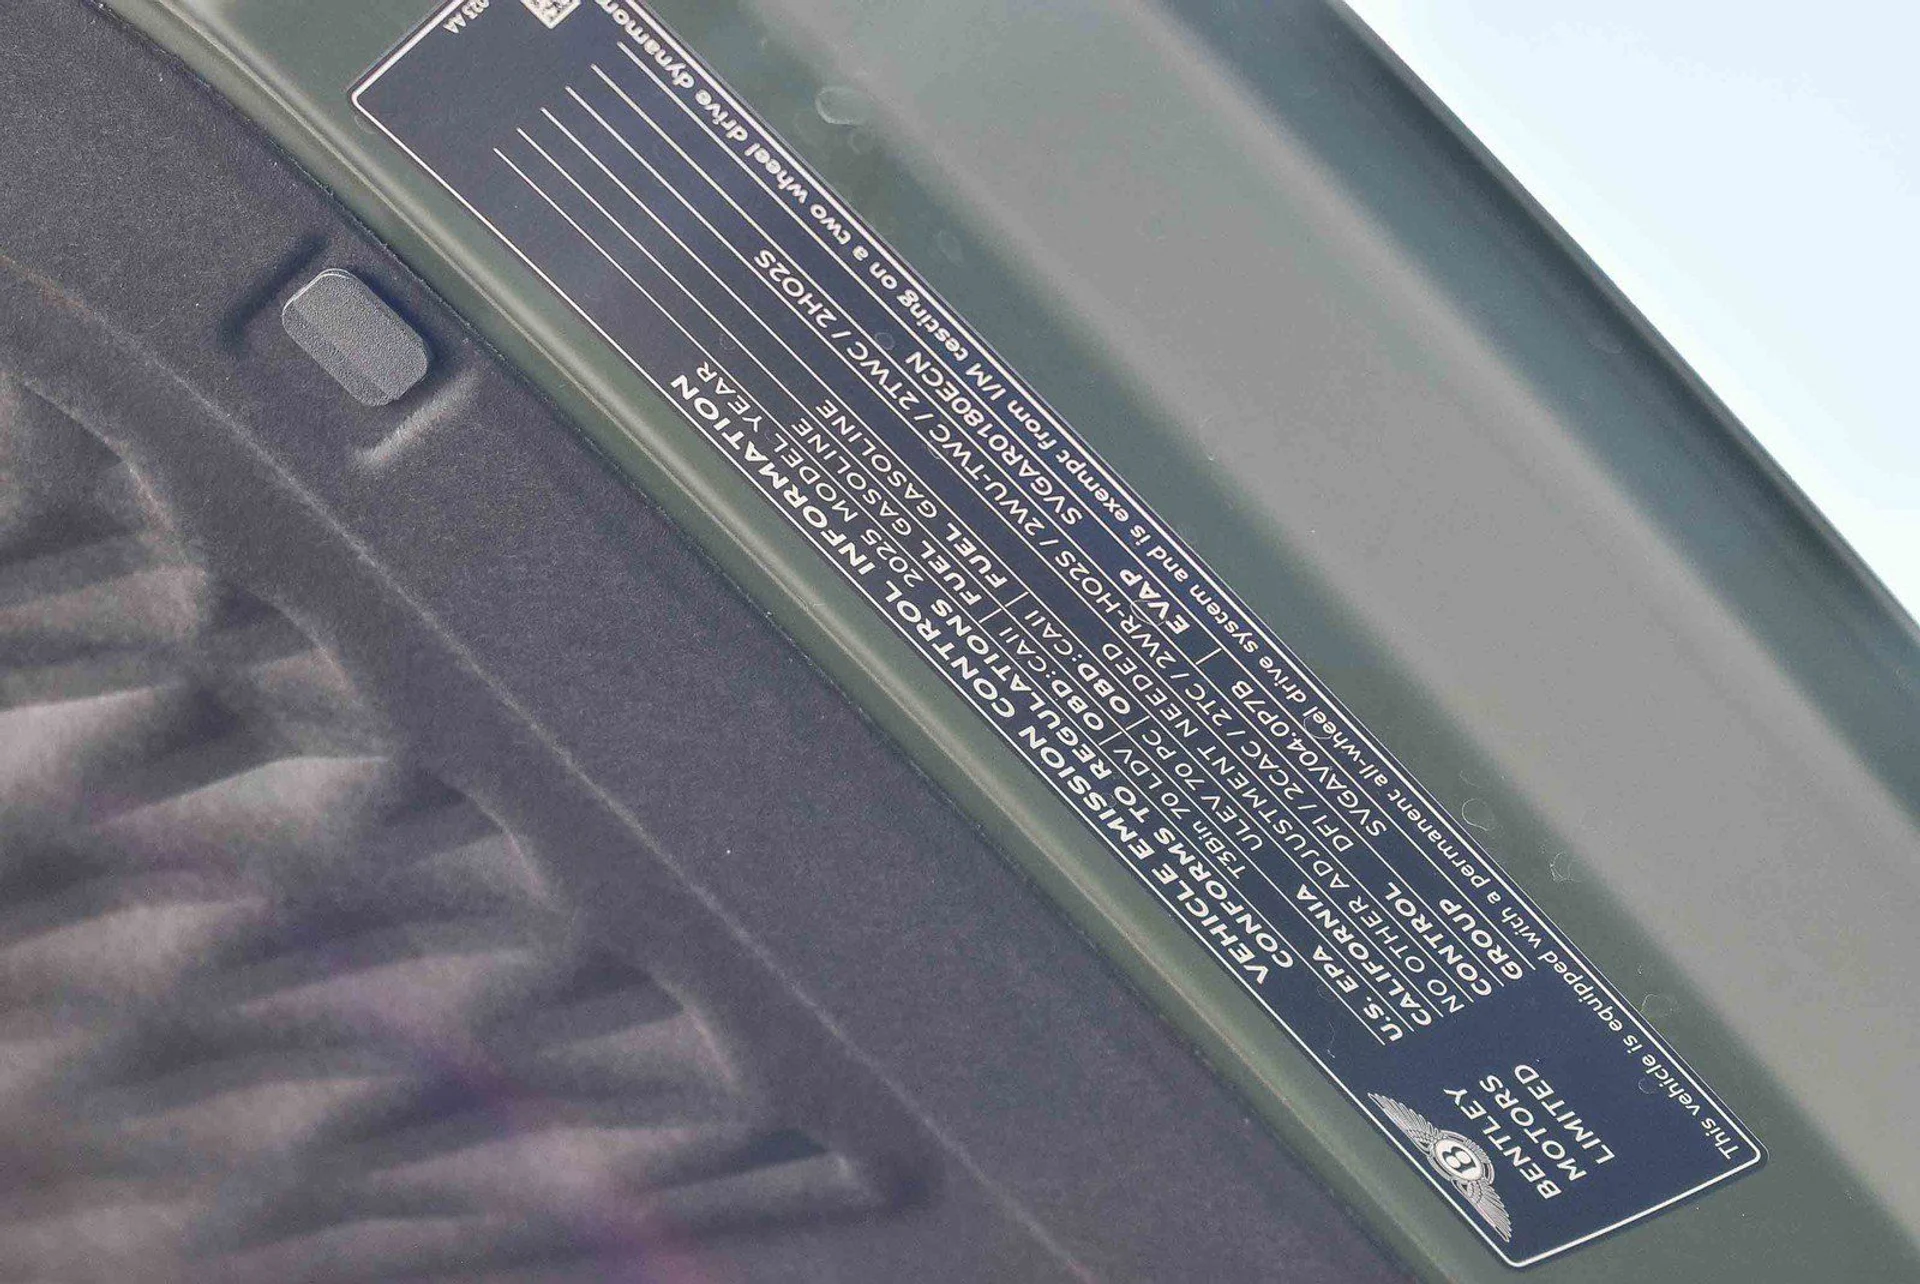 BENTLEY
MOTORS
LIMITED
VEHICLE EMISSION CONTROL INFORMATION
CONFORMS TO REGULATIONS 2025 MODEL YEAR
U.S. EPA T3Bin 70 LDV OBD:CAII FUEL GASOLINE
CALIFORNIA ULEV 70 PC OBD:CAII FUEL GASOLINE
NO OTHER ADJUSTMENT NEEDED
CONTROL DFI / 2CAC / 2TC / 2WR-HO2S / 2WU-TWC / 2TWC / 2HO2S
GROUP SVGAV04.0P7B EVAP SVGAR0180ECN
This vehicle is equipped with a permanent all-wheel drive system and is exempt from I/M testing on a two wheel drive dynamom